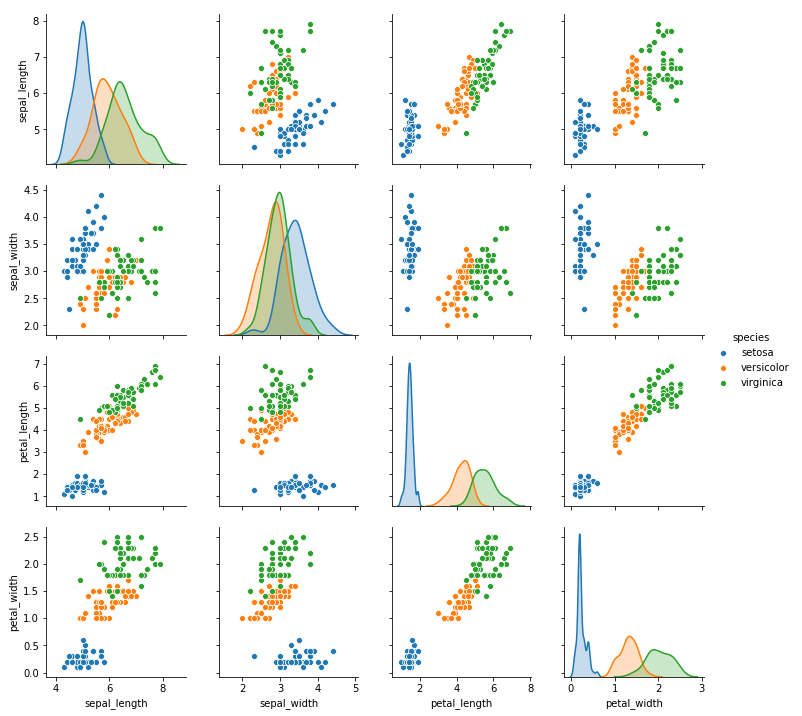 8
7
6
5
sepal_length
4.5
4.0
3.5
3.0
2.5
2.0
sepal_width
species
setosa
versicolor
virginica
7
6
5
4
3
2
1
petal_length
2.5
2.0
1.5
1.0
0.5
0.0
petal_width
4 6 8
2 3 4 5
2 4 6 8
0 1 2 3
sepal_length sepal_width petal_length petal_width